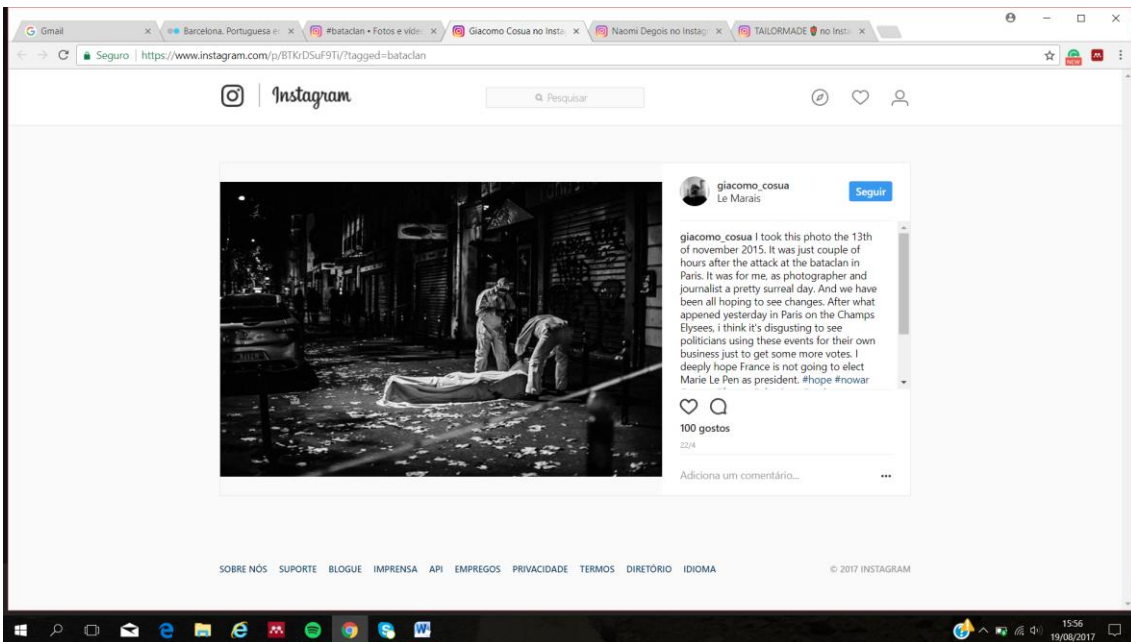 Gmail
Barcelona. Portuguesa en
#bataclan • Fotos e víde
Giacomo Cosua no Insta
Naomi Degois no Instag
TAILORMADE no Insta
Seguro | https://www.instagram.com/p/BTKrDSuF9Ti/?tagged=bataclan
NEW
Instagram
Pesquisar
giacomo_cosua
Le Marais
Seguir
giacomo_cosua I took this photo the 13th
of november 2015. It was just couple of
hours after the attack at the bataclan in
Paris. It was for me, as photographer and
journalist a pretty surreal day. And we have
been all hoping to see changes. After what
appened yesterday in Paris on the Champs
Elysees, i think it's disgusting to see
politicians using these events for their own
business just to get some more votes. I
deeply hope France is not going to elect
Marie Le Pen as president. #hope #nowar
100 gostos
22/4
Adiciona um comentário...
SOBRE NÓS SUPORTE BLOGUE IMPRENSA API EMPREGOS PRIVACIDADE TERMOS DIRETÓRIO IDIOMA
© 2017 INSTAGRAM
15:56
19/08/2017